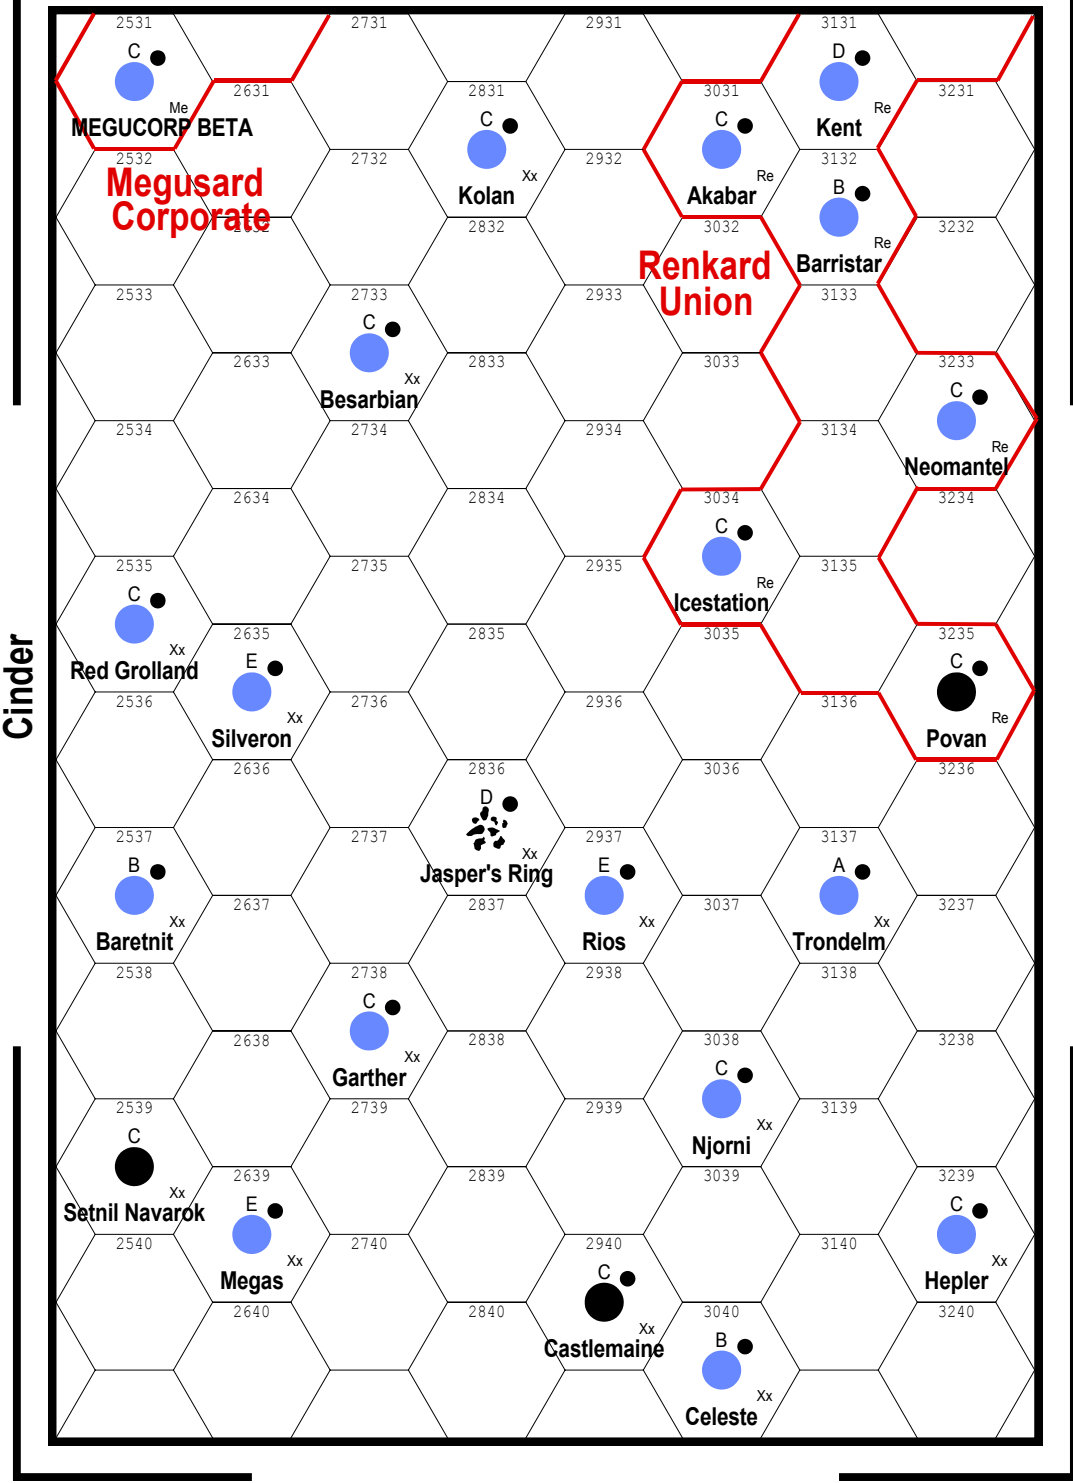 2531 2731 2931 3131
C D
Me Re
MEGUCORP BETA Kent
2631 2831 3031 3231
C C
Xx Re
Kolan Akabar
2532 2732 2932 3132
Megusard
Corporate
B
Re
Barristar
2632 2832 3032 3232
Renkard
Union
2533 2733 2933 3133
C
Xx
Besarbian
2633 2833 3033 3233
C
Re
Neomantel
2534 2734 2934 3134
2634 2834 3034 3234
C
Re
Icestation
2535 2735 2935 3135
C
Xx
Red Grolland
2635 2835 3035 3235
E C
Xx Re
Silveron Povan
Cinder
2536 2736 2936 3136
2636 2836 3036 3236
D
Xx
Jasper's Ring
2537 2737 2937 3137
B E A
Xx Xx Xx
Baretnit Rios Trondelm
2637 2837 3037 3237
2538 2738 2938 3138
C
Xx
Garther
2638 2838 3038 3238
C
Xx
Njorni
2539 2739 2939 3139
C
Xx
Setnil Navarok
2639 2839 3039 3239
E C
Xx Xx
Megas Hepler
2540 2740 2940 3140
C
Xx
Castlemaine
2640 2840 3040 3240
B
Xx
Celeste